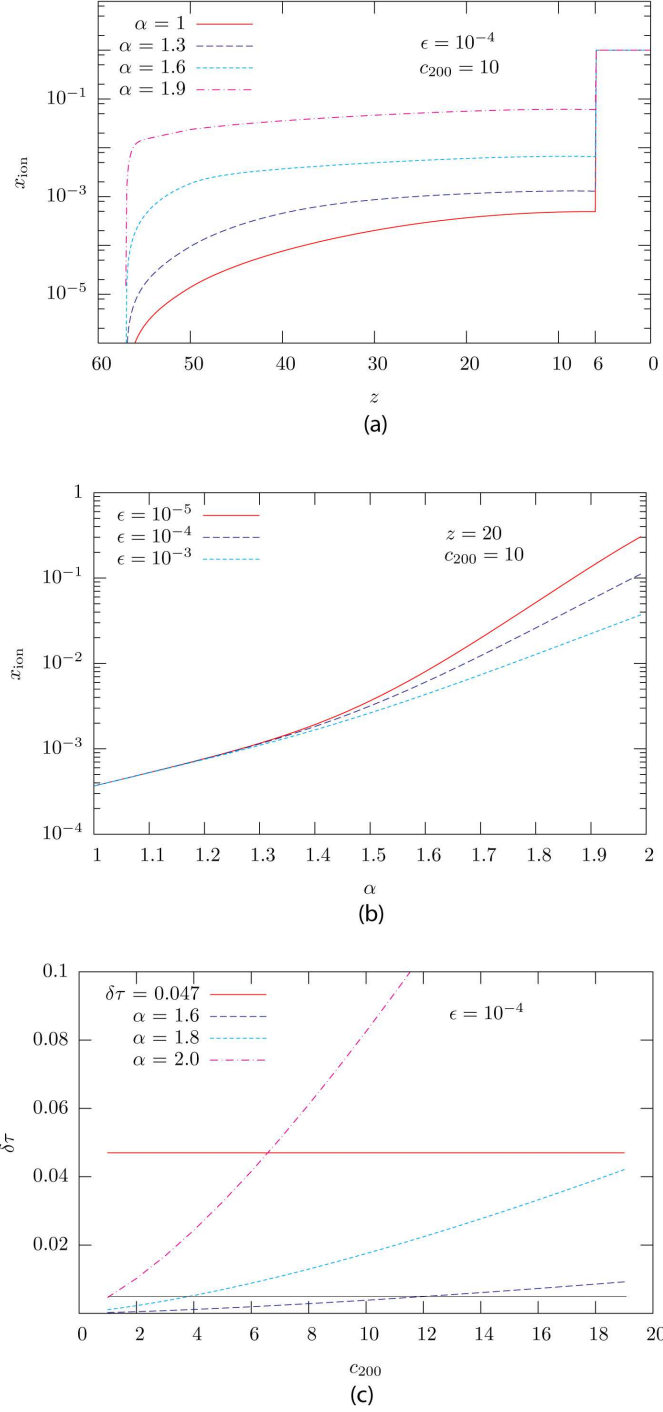 α = 1
α = 1.3
α = 1.6
α = 1.9
ϵ = 10⁻⁴
c₂₀₀ = 10
10⁻¹
10⁻³
10⁻⁵
x_ion
60 50 40 30 20 10 6 0
z
(a)
ϵ = 10⁻⁵
ϵ = 10⁻⁴
ϵ = 10⁻³
z = 20
c₂₀₀ = 10
1
10⁻¹
10⁻²
10⁻³
10⁻⁴
x_ion
1 1.1 1.2 1.3 1.4 1.5 1.6 1.7 1.8 1.9 2
α
(b)
δτ = 0.047
α = 1.6
α = 1.8
α = 2.0
ϵ = 10⁻⁴
0.1
0.08
0.06
0.04
0.02
δτ
0 2 4 6 8 10 12 14 16 18 20
c₂₀₀
(c)